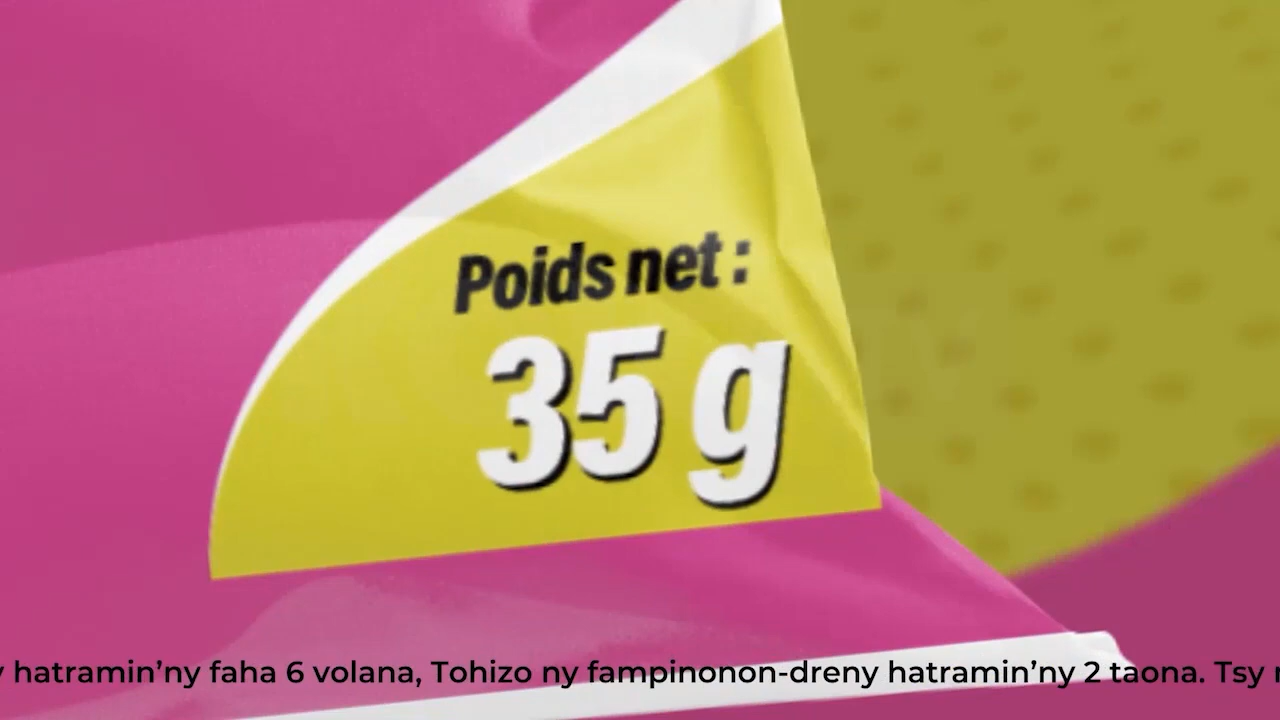 Poids net :
35 g
hatramin’ny faha 6 volana, Tohizo ny fampinonon-dreny hatramin’ny 2 taona. Tsy